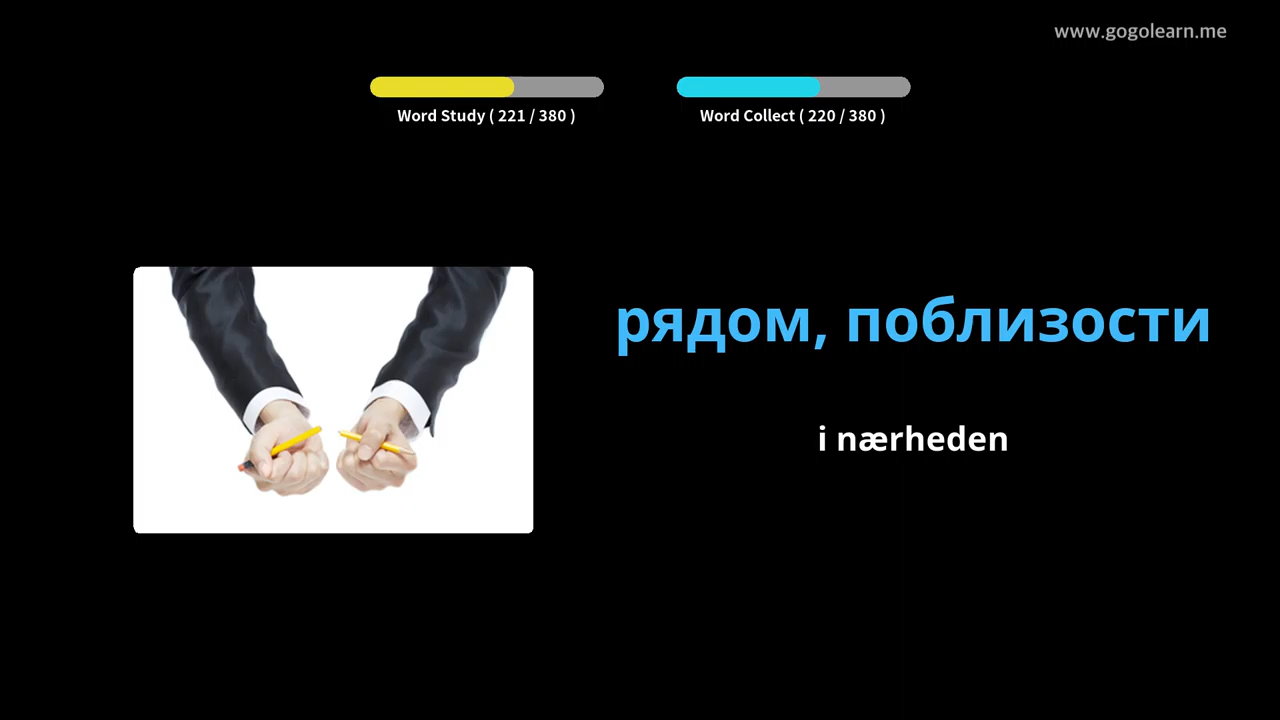 www.gogolearn.me
Word Study ( 221 / 380 )
Word Collect ( 220 / 380 )
рядом, поблизости
i nærheden